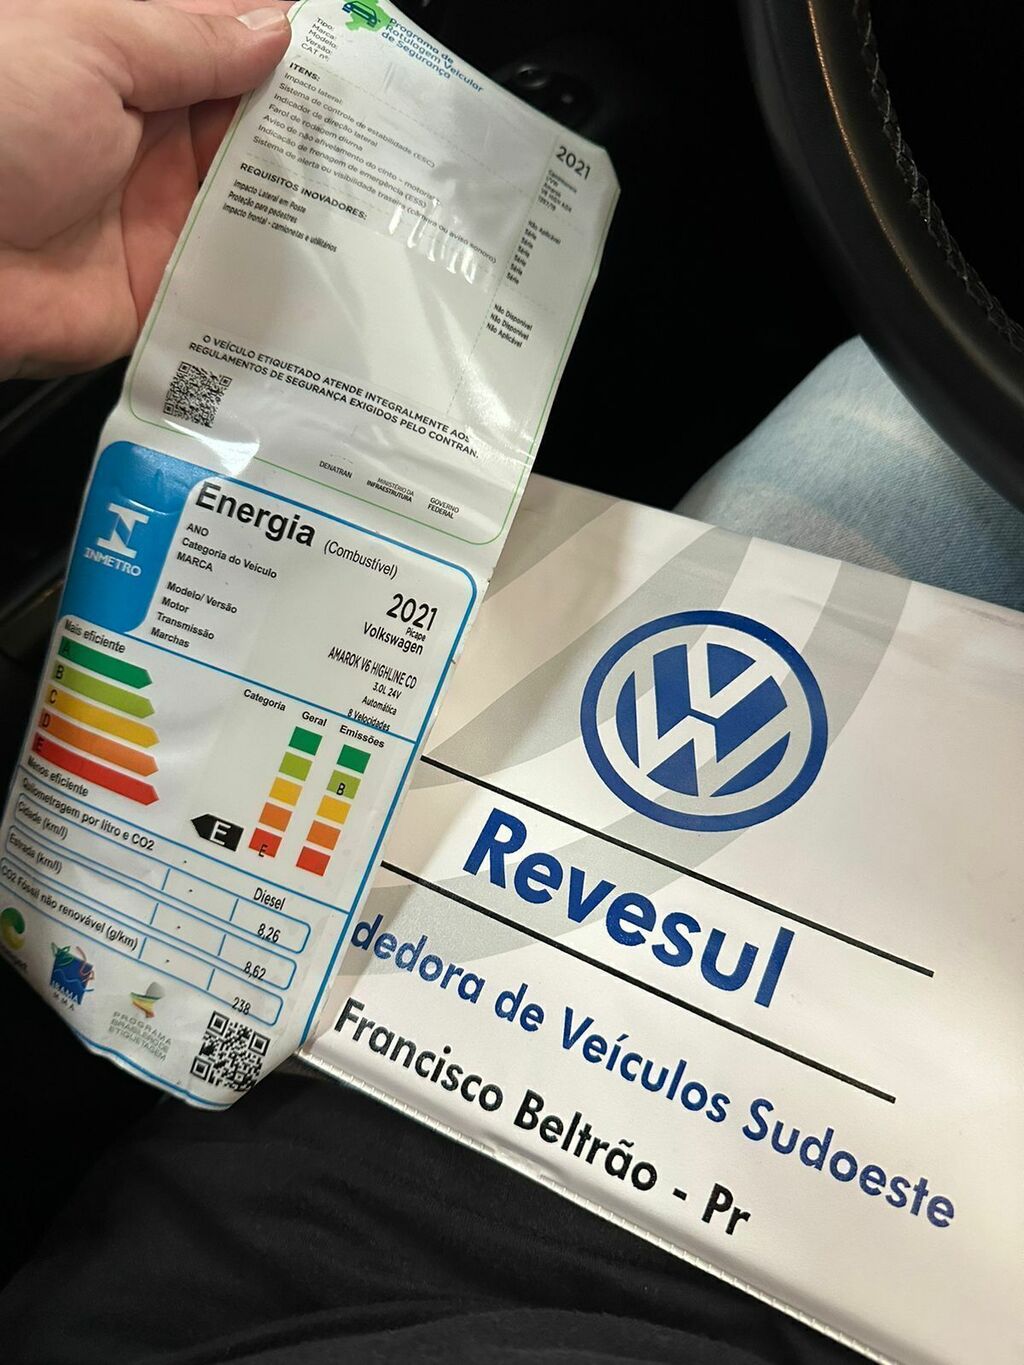 Programa de
Rotulagem Veicular
de Segurança
Tipo:
Marca:
Modelo:
Versão:
CAT nº:
2021
ITENS:
Impacto lateral:
Sistema de controle de estabilidade (ESC)
Indicador de direção lateral
Farol de rodagem diurna
Aviso de não afivelamento do cinto - motorista
Indicação de frenagem de emergência (ESS)
Sistema de alerta ou visibilidade traseira (câmera ou aviso sonoro)
Não Aplicável
Série
Série
Série
Série
Série
Série
REQUISITOS INOVADORES:
Impacto Lateral em Poste
Proteção para pedestres
Impacto frontal - camionetas e utilitários
Não Disponível
Não Disponível
Não Aplicável
O VEÍCULO ETIQUETADO ATENDE INTEGRALMENTE AOS
REGULAMENTOS DE SEGURANÇA EXIGIDOS PELO CONTRAN.
DENATRAN
MINISTÉRIO DA
INFRAESTRUTURA
GOVERNO
FEDERAL
INMETRO
Energia (Combustível)
ANO 2021
Categoria do Veículo Picape
MARCA Volkswagen
Modelo/ Versão AMAROK V6 HIGHLINE CD
Motor 3.0L 24V
Transmissão Automática
Marchas 8 Velocidades
Mais eficiente
A
B
C
D
E
Menos eficiente
Categoria Geral Emissões
B
E
E
Quilometragem por litro e CO2 - Diesel
Cidade (km/l) - 8,26
Estrada (km/l) - 8,62
CO2 Fóssil não renovável (g/km) - 238
IBAMA
M M A
PROGRAMA
BRASILEIRO DE
ETIQUETAGEM
VW
Revesul
dedora de Veículos Sudoeste
Francisco Beltrão - Pr